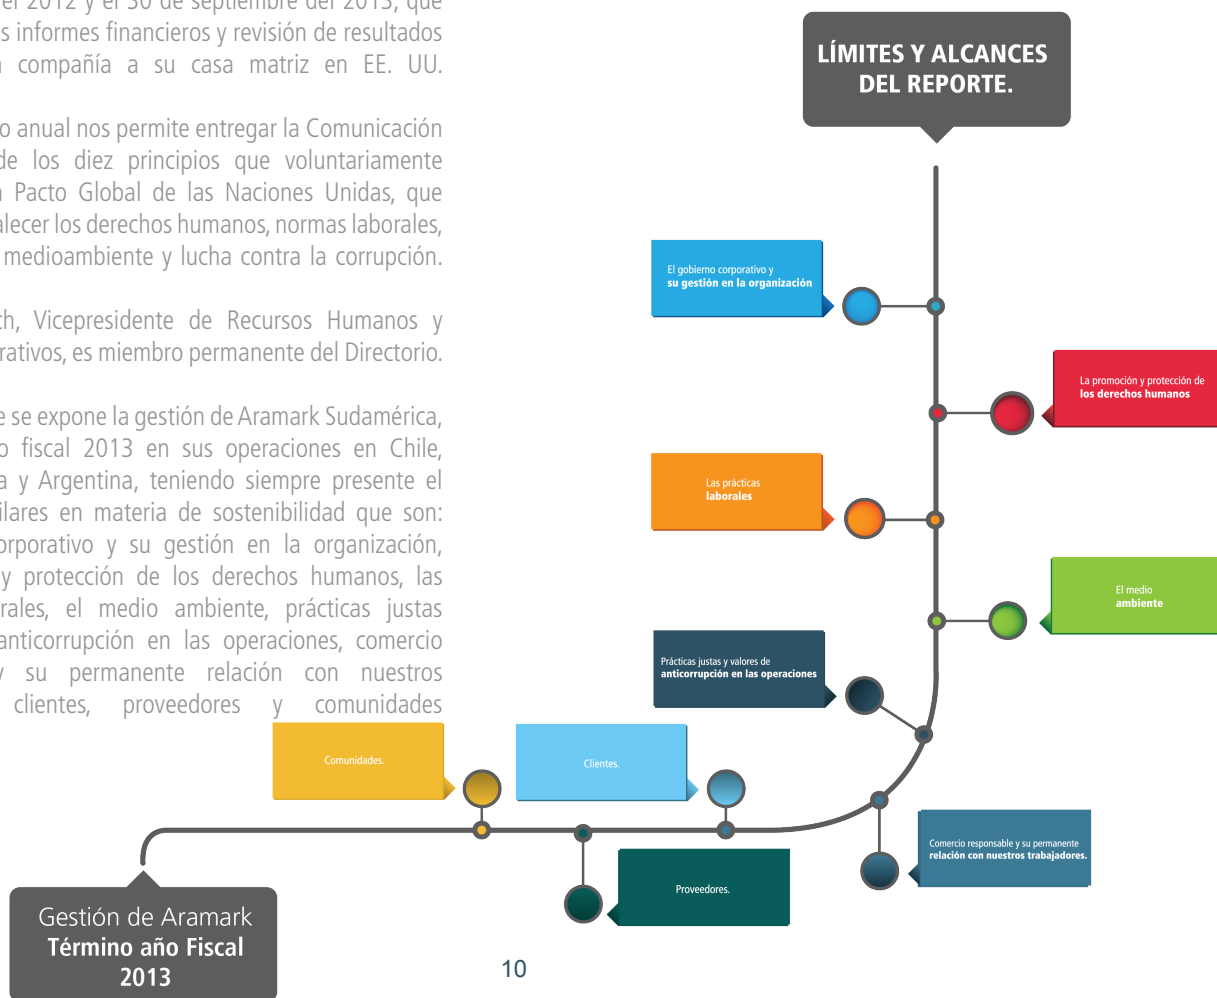 el 2012 y el 30 de septiembre del 2013, que
s informes financieros y revisión de resultados
compañía a su casa matriz en EE. UU.
o anual nos permite entregar la Comunicación
de los diez principios que voluntariamente
Pacto Global de las Naciones Unidas, que
alecer los derechos humanos, normas laborales,
medioambiente y lucha contra la corrupción.
th, Vicepresidente de Recursos Humanos y
rativos, es miembro permanente del Directorio.
e se expone la gestión de Aramark Sudamérica,
o fiscal 2013 en sus operaciones en Chile,
a y Argentina, teniendo siempre presente el
ilares en materia de sostenibilidad que son:
orporativo y su gestión en la organización,
y protección de los derechos humanos, las
rales, el medio ambiente, prácticas justas
anticorrupción en las operaciones, comercio
y su permanente relación con nuestros
clientes, proveedores y comunidades
LÍMITES Y ALCANCES
DEL REPORTE.
El gobierno corporativo y
su gestión en la organización
La promoción y protección de
los derechos humanos
Las prácticas
laborales
El medio
ambiente
Prácticas justas y valores de
anticorrupción en las operaciones
Comercio responsable y su permanente
relación con nuestros trabajadores.
Clientes.
Proveedores.
Comunidades.
Gestión de Aramark
Término año Fiscal
2013
10